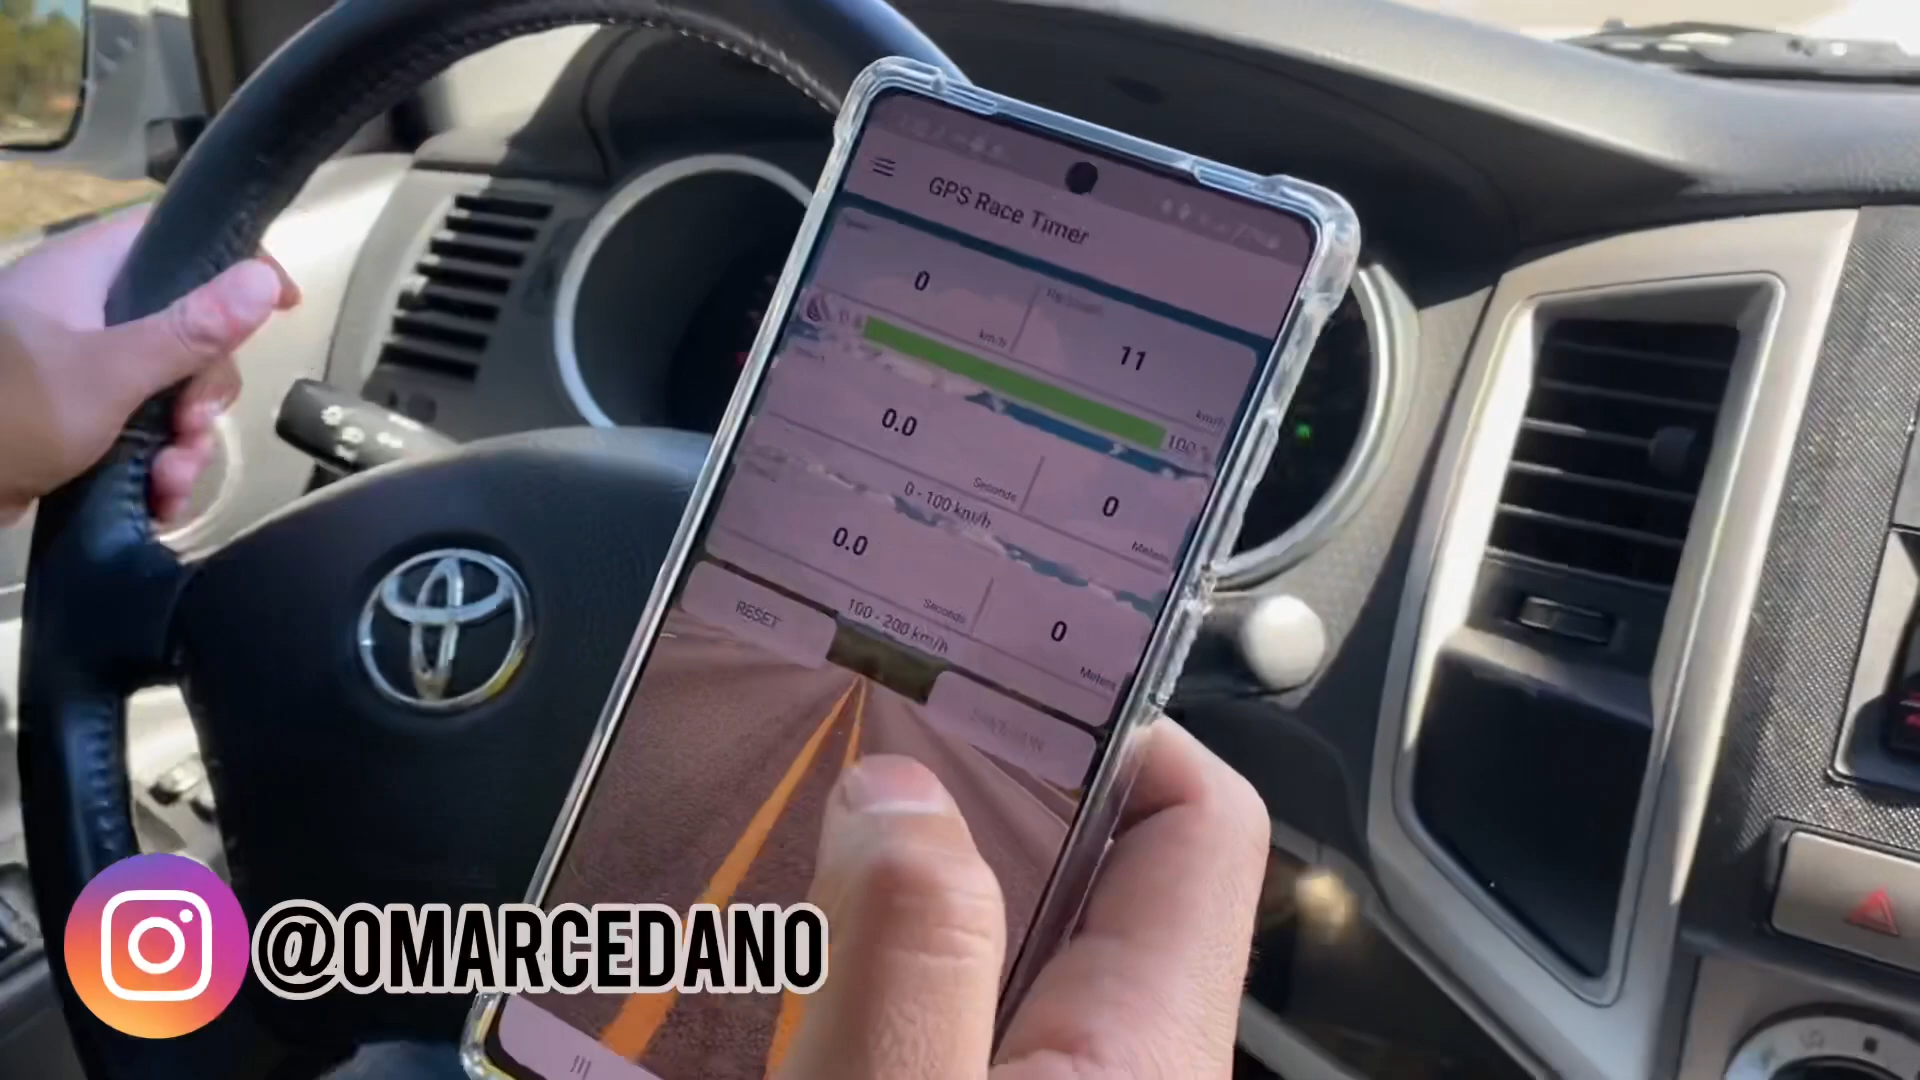 GPS Race Timer
0
km/h
11
km/h
100 %
0.0
Seconds
0
Meters
0 - 100 km/h
0.0
Seconds
0
Meters
100 - 200 km/h
RESET
@OMARCEDANO